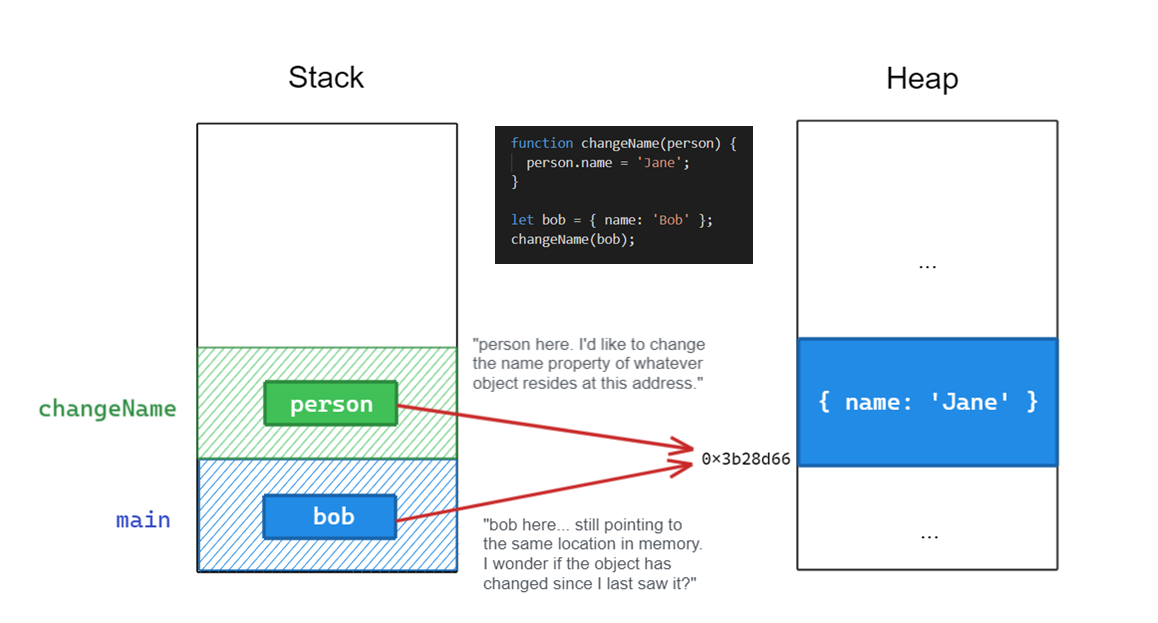 Stack
Heap
function changeName(person) {
person.name = 'Jane';
}
let bob = { name: 'Bob' };
changeName(bob);
...
"person here. I'd like to change
the name property of whatever
object resides at this address."
changeName
person
{ name: 'Jane' }
0×3b28d66
main
bob
"bob here... still pointing to
the same location in memory.
I wonder if the object has
changed since I last saw it?"
...